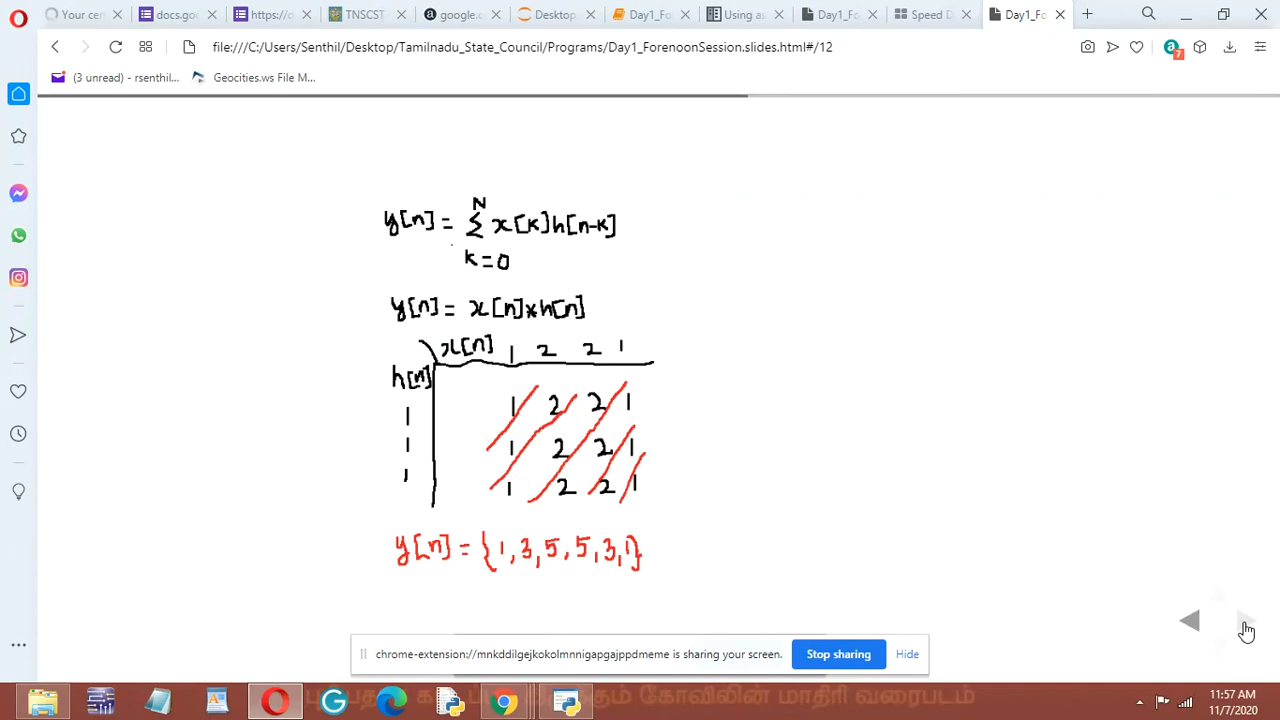 Your cer
docs.goo
https://o
TNSCST
google.c
Desktop
Day1_Fo
Using as
Day1_Fo
Speed D
Day1_Fo
file:///C:/Users/Senthil/Desktop/Tamilnadu_State_Council/Programs/Day1_ForenoonSession.slides.html#/12
7
(3 unread) - rsenthil...
Geocities.ws File M...
N
y[n] = Σ x[k]h[n-k]
k=0
y[n] = x[n]*h[n]
x[n] 1 2 2 1
h[n]
1 1 2 2 1
1 1 2 2 1
1 1 2 2 1
y[n] = {1,3,5,5,3,1}
chrome-extension://mnkddilgejkokolmnnigapgajppdmeme is sharing your screen.
Stop sharing
Hide
கோவிலின் மாதிரி வரைபடம்
11:57 AM
11/7/2020